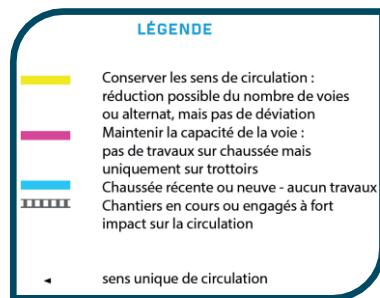 LÉGENDE
Conserver les sens de circulation :
réduction possible du nombre de voies
ou alternat, mais pas de déviation
Maintenir la capacité de la voie :
pas de travaux sur chaussée mais
uniquement sur trottoirs
Chaussée récente ou neuve - aucun travaux
Chantiers en cours ou engagés à fort
impact sur la circulation
sens unique de circulation